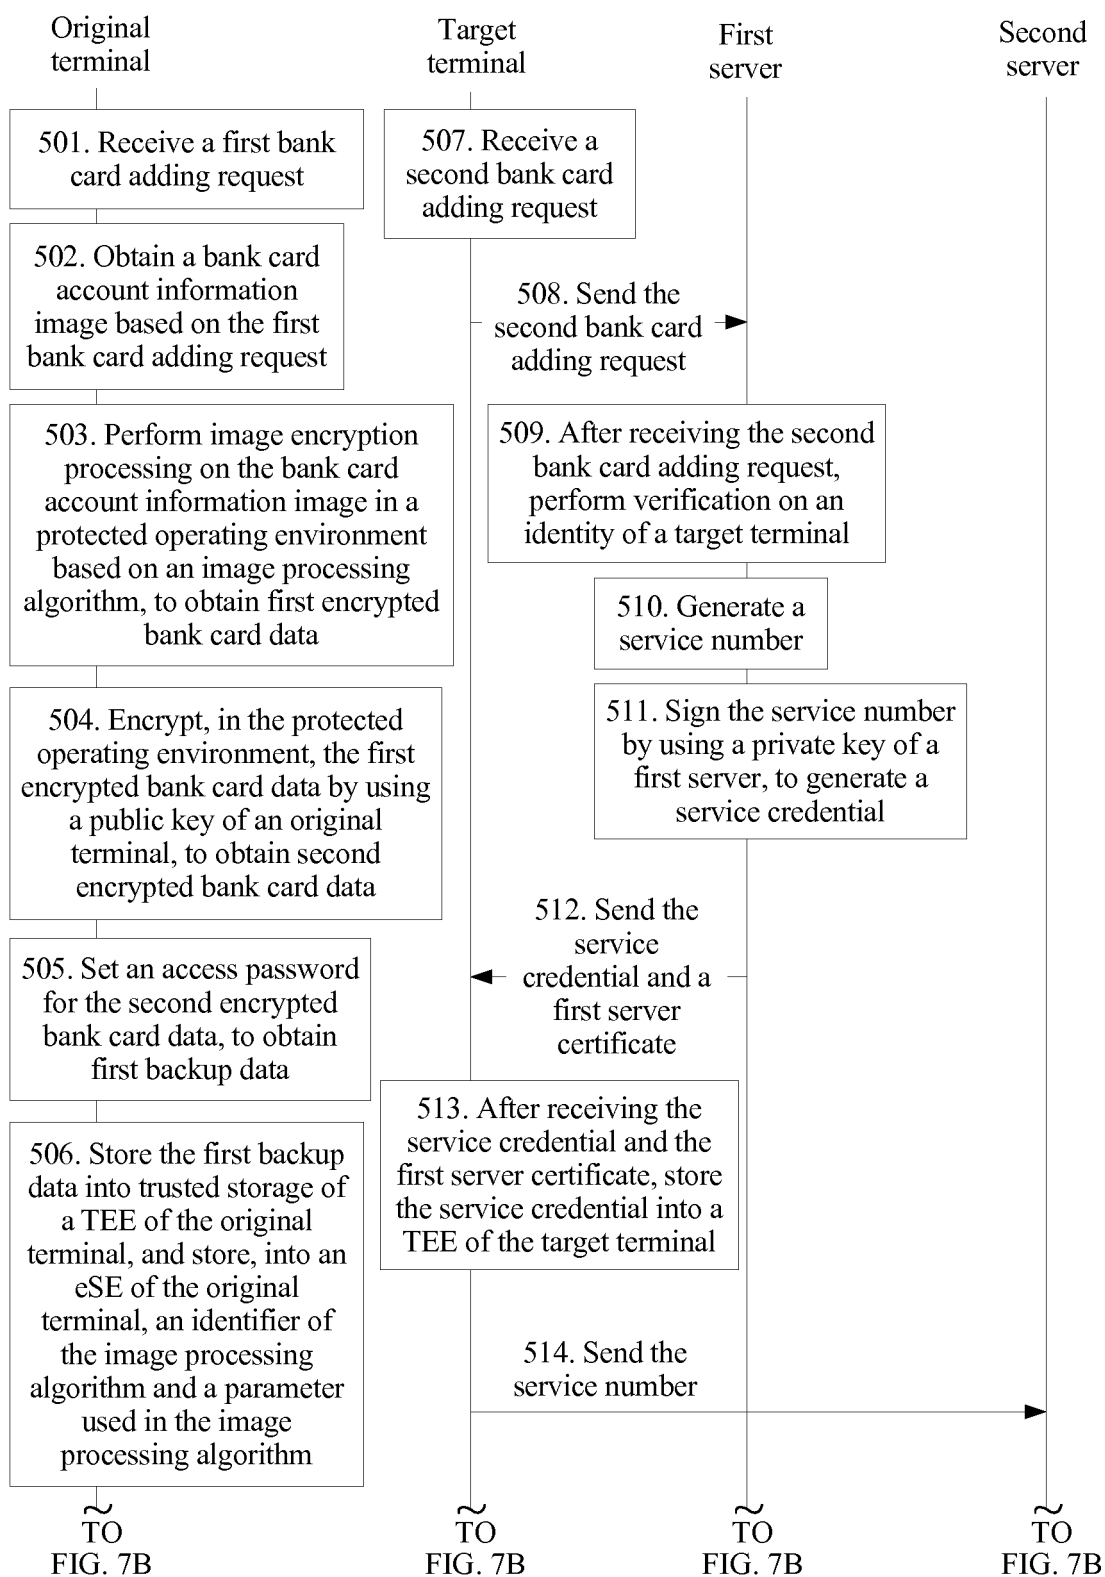 Original
terminal
Target
terminal
First
server
Second
server
501. Receive a first bank
card adding request
502. Obtain a bank card
account information
image based on the first
bank card adding request
503. Perform image encryption
processing on the bank card
account information image in a
protected operating environment
based on an image processing
algorithm, to obtain first encrypted
bank card data
504. Encrypt, in the protected
operating environment, the first
encrypted bank card data by using
a public key of an original
terminal, to obtain second
encrypted bank card data
505. Set an access password
for the second encrypted
bank card data, to obtain
first backup data
506. Store the first backup
data into trusted storage of
a TEE of the original
terminal, and store, into an
eSE of the original
terminal, an identifier of
the image processing
algorithm and a parameter
used in the image
processing algorithm
507. Receive a
second bank card
adding request
508. Send the
second bank card
adding request
509. After receiving the second
bank card adding request,
perform verification on an
identity of a target terminal
510. Generate a
service number
511. Sign the service number
by using a private key of a
first server, to generate a
service credential
512. Send the
service
credential and a
first server
certificate
513. After receiving the
service credential and the
first server certificate, store
the service credential into a
TEE of the target terminal
514. Send the
service number
TO
FIG. 7B
TO
FIG. 7B
TO
FIG. 7B
TO
FIG. 7B